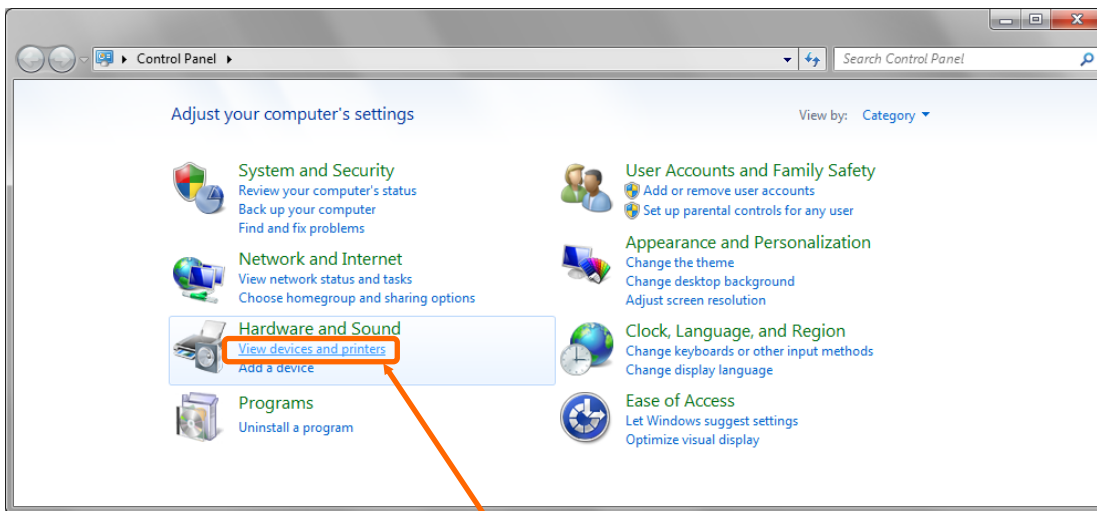 Control Panel
Search Control Panel
Adjust your computer's settings
View by: Category
System and Security
Review your computer's status
Back up your computer
Find and fix problems
Network and Internet
View network status and tasks
Choose homegroup and sharing options
Hardware and Sound
View devices and printers
Add a device
Programs
Uninstall a program
User Accounts and Family Safety
Add or remove user accounts
Set up parental controls for any user
Appearance and Personalization
Change the theme
Change desktop background
Adjust screen resolution
Clock, Language, and Region
Change keyboards or other input methods
Change display language
Ease of Access
Let Windows suggest settings
Optimize visual display